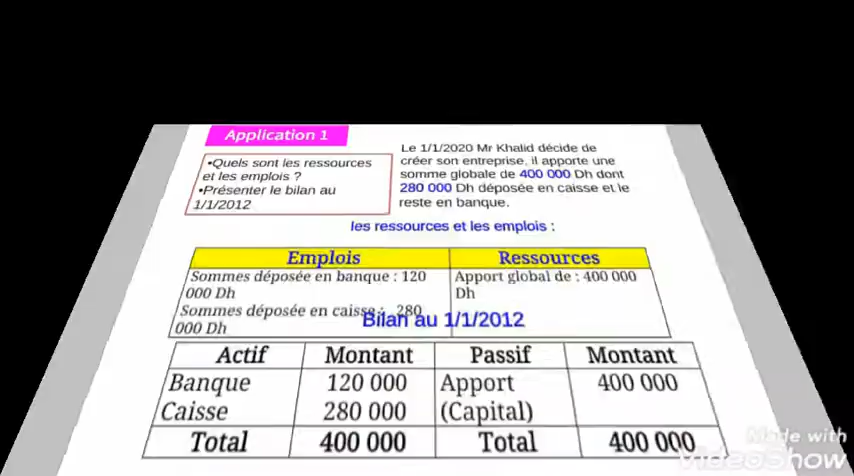 Application 1
•Quels sont les ressources
et les emplois ?
•Présenter le bilan au
1/1/2012
Le 1/1/2020 Mr Khalid décide de
créer son entreprise, il apporte une
somme globale de 400 000 Dh dont
280 000 Dh déposée en caisse et le
reste en banque.
les ressources et les emplois :
Emplois Ressources
Sommes déposée en banque : 120 Apport global de : 400 000
000 Dh Dh
Sommes déposée en caisse : 280
000 Dh
Bilan au 1/1/2012
Actif Montant Passif Montant
Banque 120 000 Apport 400 000
Caisse 280 000 (Capital)
Total 400 000 Total 400 000
Made with
VideoShow